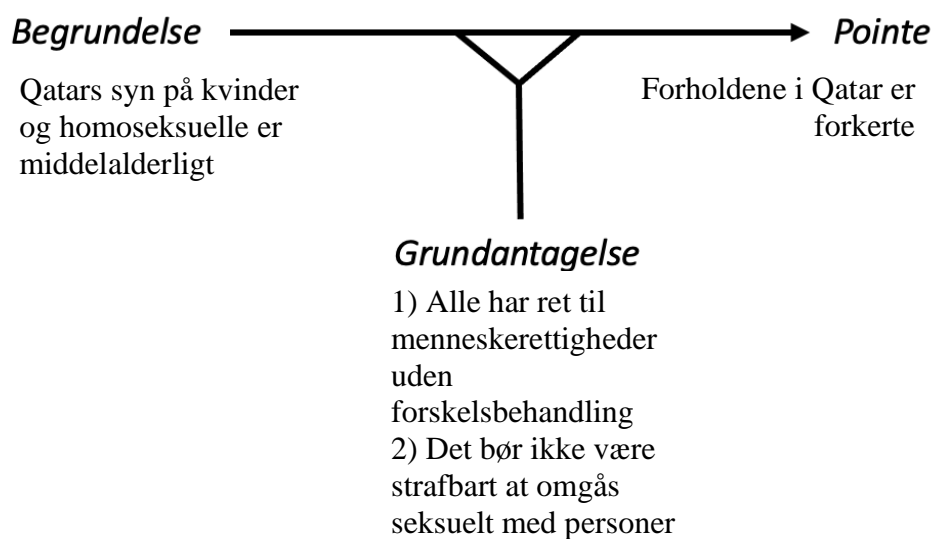 Begrundelse
Pointe
Qatars syn på kvinder
og homoseksuelle er
middelalderligt
Forholdene i Qatar er
forkerte
Grundantagelse
1) Alle har ret til
menneskerettigheder
uden
forskelsbehandling
2) Det bør ikke være
strafbart at omgås
seksuelt med personer